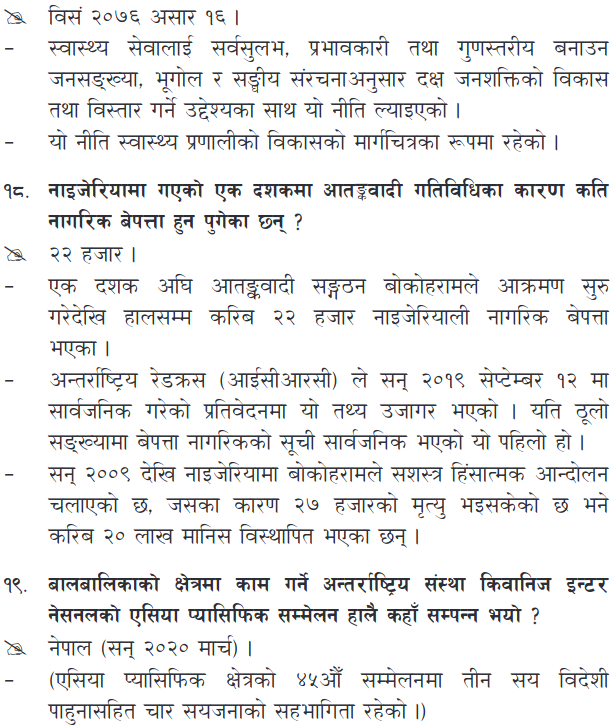 विसं २०७६ असार १६ ।
– स्वास्थ्य सेवालाई सर्वसुलभ, प्रभावकारी तथा गुणस्तरीय बनाउन
जनसङ्ख्या, भूगोल र सङ्घीय संरचनाअनुसार दक्ष जनशक्तिको विकास
तथा विस्तार गर्ने उद्देश्यका साथ यो नीति ल्याइएको ।
– यो नीति स्वास्थ्य प्रणालीको विकासको मार्गचित्रका रूपमा रहेको ।
१८. नाइजेरियामा गएको एक दशकमा आतङ्कवादी गतिविधिका कारण कति
नागरिक बेपत्ता हुन पुगेका छन् ?
२२ हजार ।
– एक दशक अघि आतङ्कवादी सङ्गठन बोकोहरामले आक्रमण सुरु
गरेदेखि हालसम्म करिब २२ हजार नाइजेरियाली नागरिक बेपत्ता
भएका ।
– अन्तर्राष्ट्रिय रेडक्रस (आईसीआरसी) ले सन् २०१९ सेप्टेम्बर १२ मा
सार्वजनिक गरेको प्रतिवेदनमा यो तथ्य उजागर भएको । यति ठूलो
सङ्ख्यामा बेपत्ता नागरिकको सूची सार्वजनिक भएको यो पहिलो हो ।
– सन् २००९ देखि नाइजेरियामा बोकोहरामले सशस्त्र हिंसात्मक आन्दोलन
चलाएको छ, जसका कारण २७ हजारको मृत्यु भइसकेको छ भने
करिब २० लाख मानिस विस्थापित भएका छन् ।
१९. बालबालिकाको क्षेत्रमा काम गर्ने अन्तर्राष्ट्रिय संस्था किवानिज इन्टर
नेसनलको एसिया प्यासिफिक सम्मेलन हालै कहाँ सम्पन्न भयो ?
नेपाल (सन् २०२० मार्च) ।
– (एसिया प्यासिफिक क्षेत्रको ४५औँ सम्मेलनमा तीन सय विदेशी
पाहुनासहित चार सयजनाको सहभागिता रहेको ।)